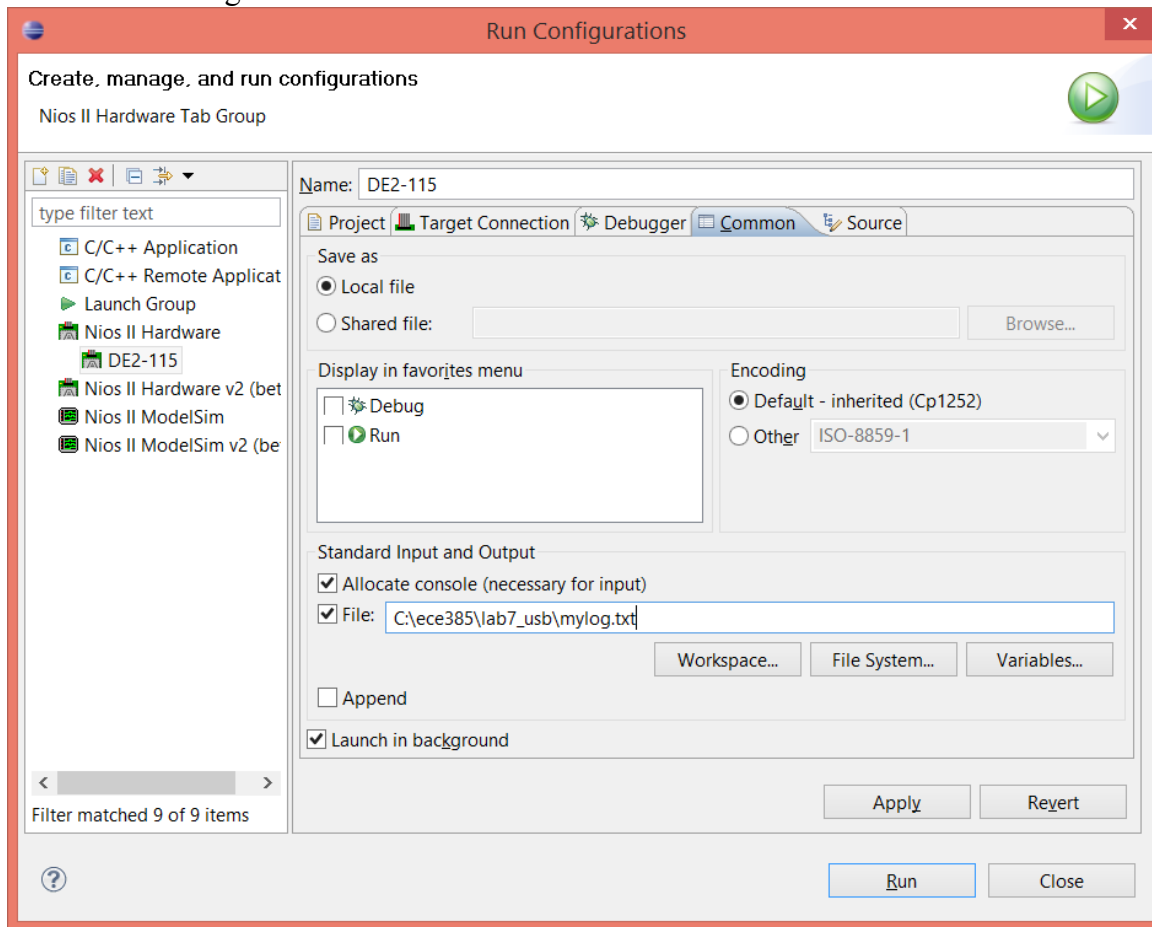 Run Configurations
Create, manage, and run configurations
Nios II Hardware Tab Group
type filter text
C/C++ Application
C/C++ Remote Applicat
Launch Group
Nios II Hardware
DE2-115
Nios II Hardware v2 (bet
Nios II ModelSim
Nios II ModelSim v2 (be
Filter matched 9 of 9 items
Name: DE2-115
Project Target Connection Debugger Common Source
Save as
Local file
Shared file: Browse...
Display in favorites menu
Debug
Run
Encoding
Default - inherited (Cp1252)
Other ISO-8859-1
Standard Input and Output
Allocate console (necessary for input)
File: C:\ece385\lab7_usb\mylog.txt
Workspace... File System... Variables...
Append
Launch in background
Apply Revert
Run Close